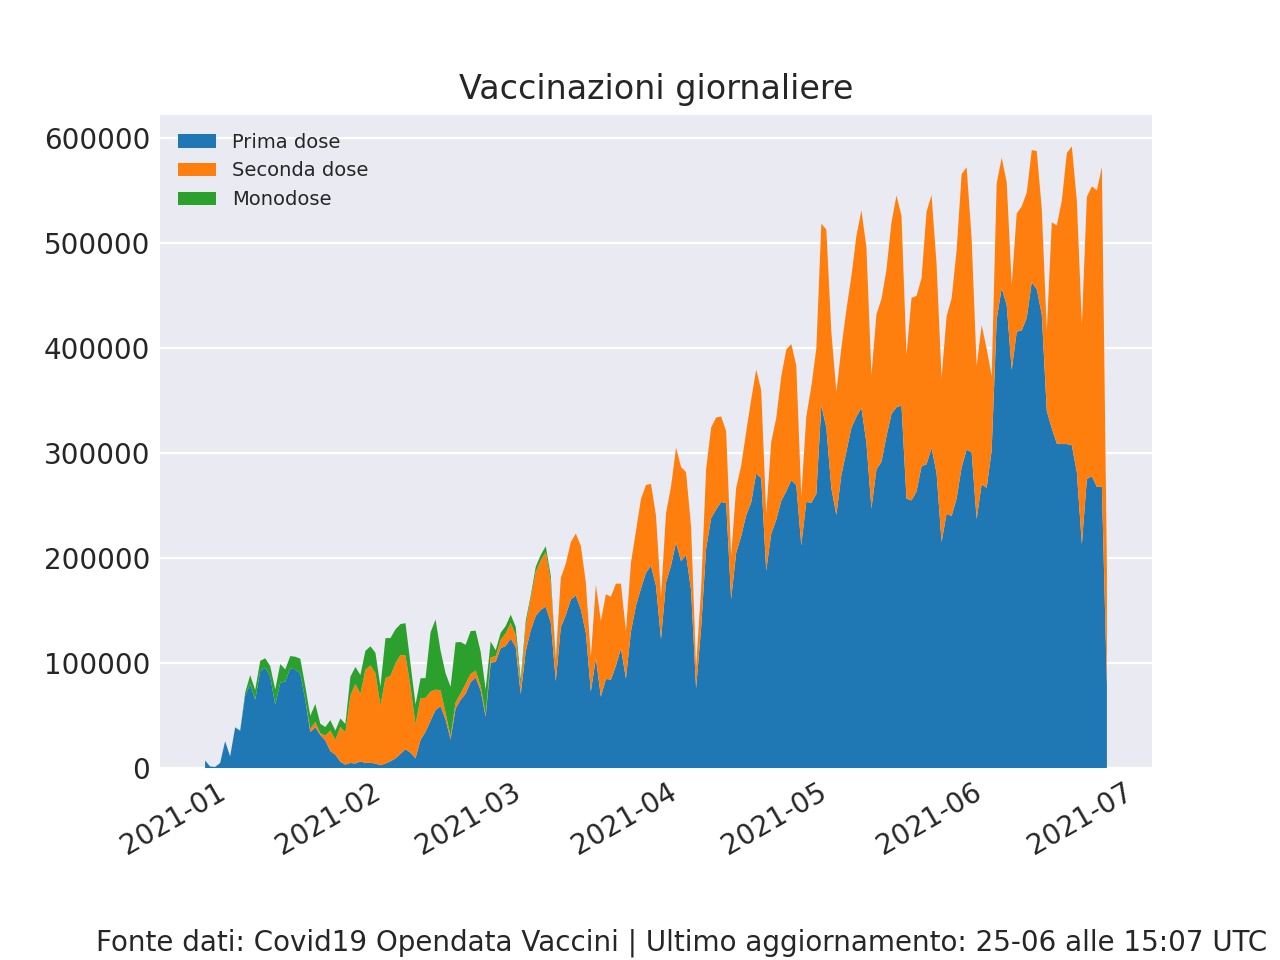 Vaccinazioni giornaliere
600000
500000
400000
300000
200000
100000
0
Prima dose
Seconda dose
Monodose
2021-01
2021-02
2021-03
2021-04
2021-05
2021-06
2021-07
Fonte dati: Covid19 Opendata Vaccini | Ultimo aggiornamento: 25-06 alle 15:07 UTC